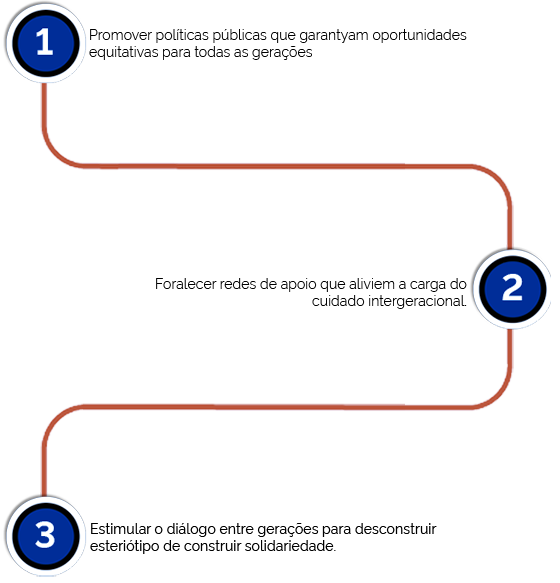 1
Promover políticas públicas que garantyam oportunidades
equitativas para todas as gerações
Foralecer redes de apoio que aliviem a carga do
cuidado intergeracional.
2
3
Estimular o diálogo entre gerações para desconstruir
esteriótipo de construir solidariedade.